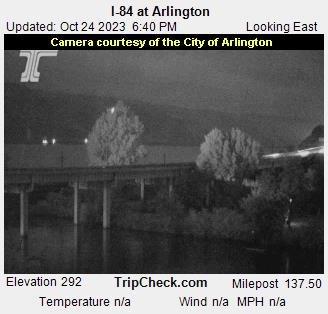 I-84 at Arlington
Updated: Oct 24 2023 6:40 PM Looking East
Camera courtesy of the City of Arlington
Elevation 292 TripCheck.com Milepost 137.50
Temperature n/a Wind n/a MPH n/a